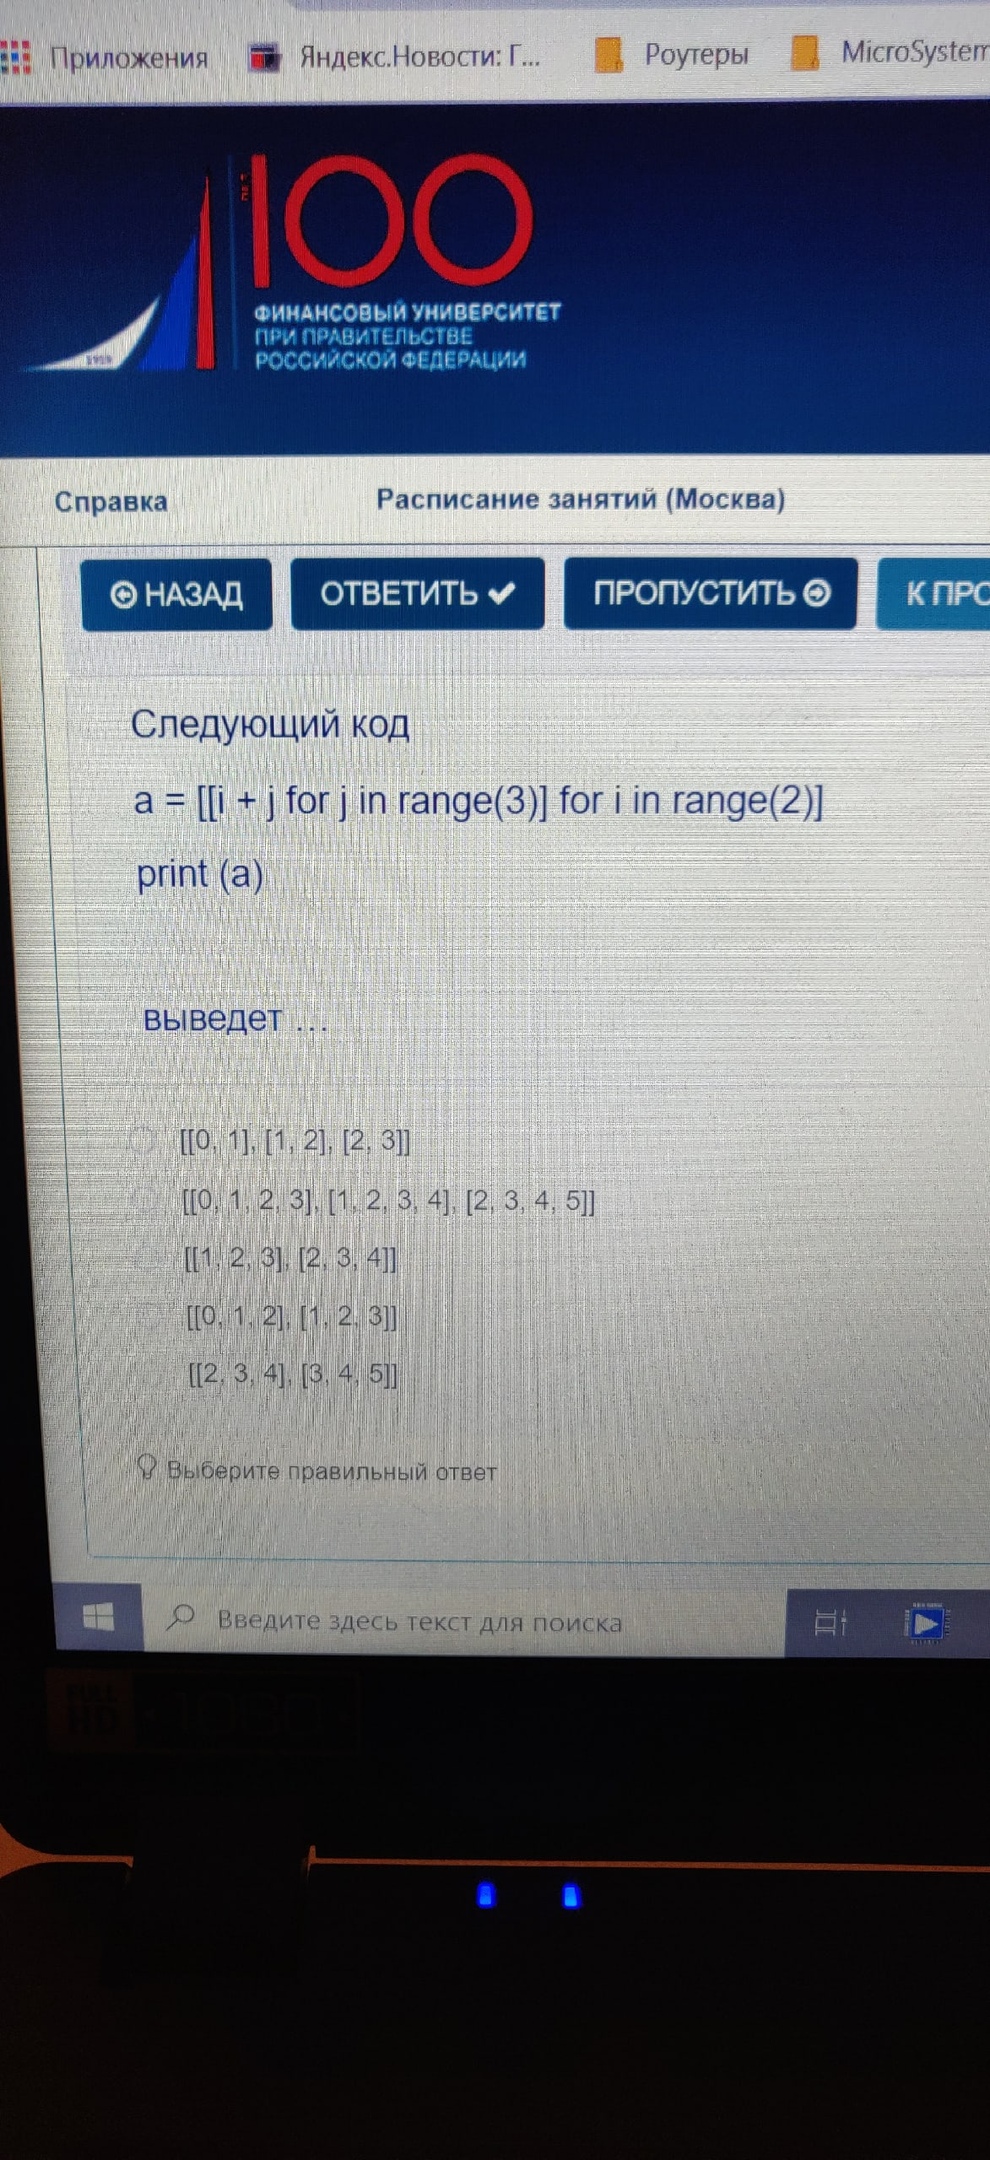 Приложения
Яндекс.Новости: Г...
Роутеры
MicroSystem
100
ФИНАНСОВЫЙ УНИВЕРСИТЕТ
ПРИ ПРАВИТЕЛЬСТВЕ
РОССИЙСКОЙ ФЕДЕРАЦИИ
Справка
Расписание занятий (Москва)
НАЗАД
ОТВЕТИТЬ
ПРОПУСТИТЬ
К ПРО
Следующий код
a = [[i + j for j in range(3)] for i in range(2)]
print (a)
выведет ...
[[0, 1], [1, 2], [2, 3]]
[[0, 1, 2, 3], [1, 2, 3, 4], [2, 3, 4, 5]]
[[1, 2, 3], [2, 3, 4]]
[[0, 1, 2], [1, 2, 3]]
[[2, 3, 4], [3, 4, 5]]
Выберите правильный ответ
Введите здесь текст для поиска
FULL
HD